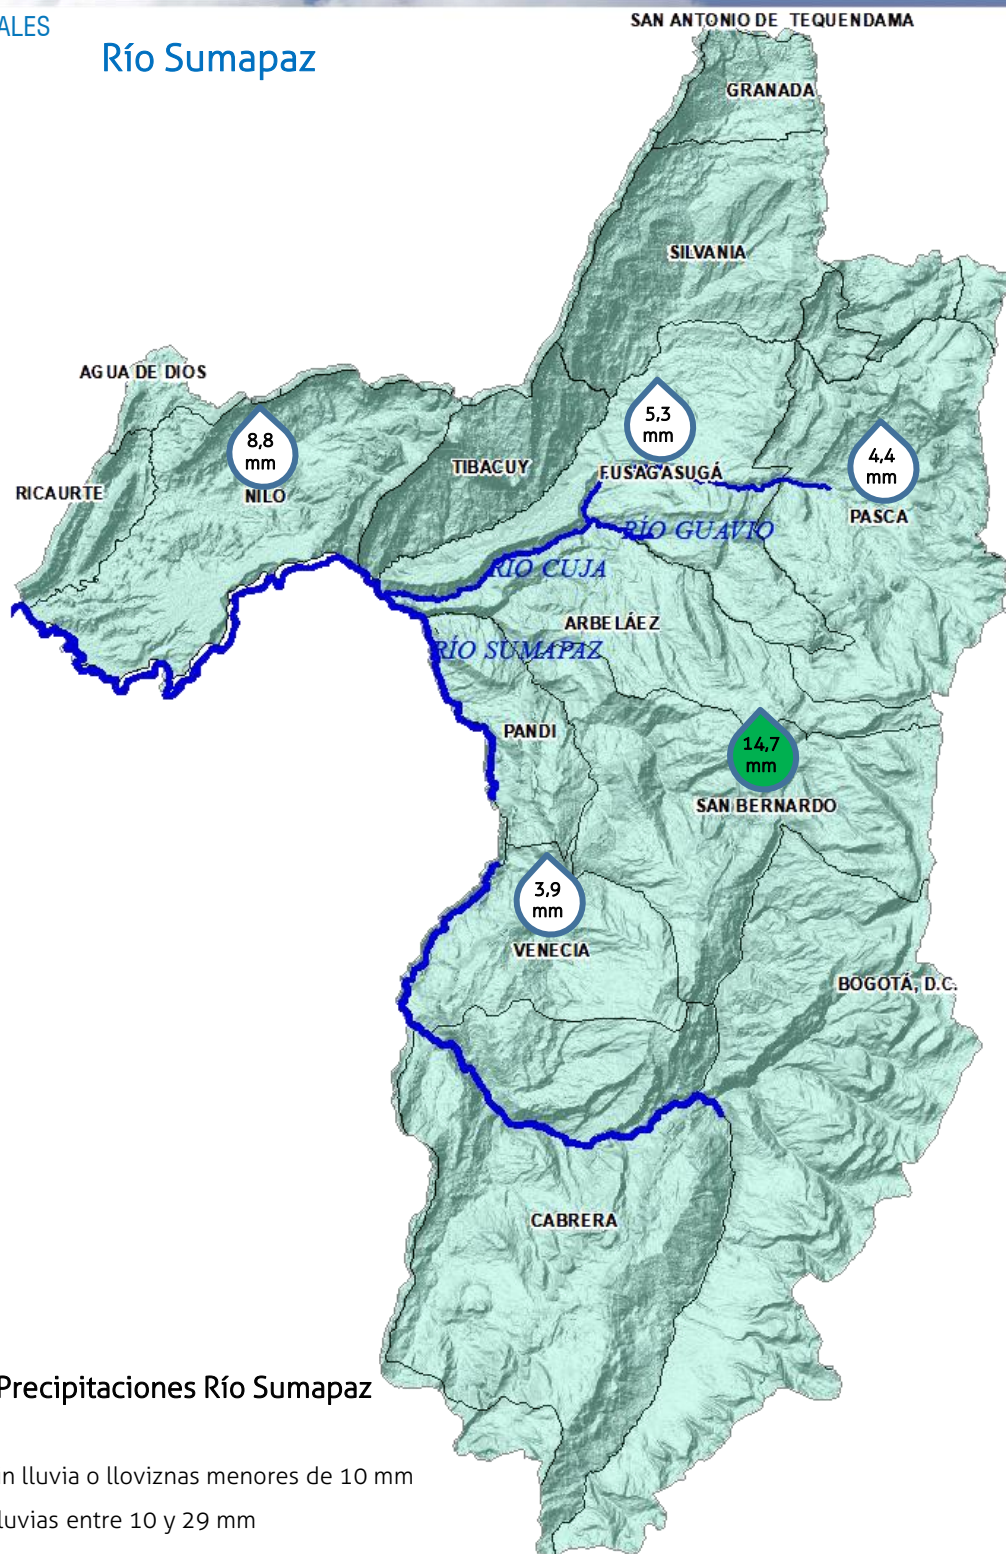 ALES
SAN ANTONIO DE TEQUENDAMA
Río Sumapaz
GRANADA
SILVANIA
AGUA DE DIOS
8,8
mm
5,3
mm
4,4
mm
TIBACUY
FUSAGASUGÁ
RICAURTE
NILO
PASCA
RÍO GUAVIO
RÍO CUJA
ARBELÁEZ
RÍO SUMAPAZ
PANDI
14,7
mm
SAN BERNARDO
3,9
mm
VENECIA
BOGOTÁ, D.C.
CABRERA
Precipitaciones Río Sumapaz
n lluvia o lloviznas menores de 10 mm
luvias entre 10 y 29 mm